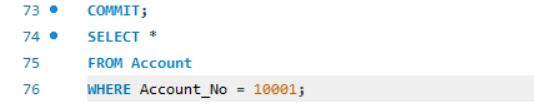 73 COMMIT;
74 SELECT *
75 FROM Account
76 WHERE Account_No = 10001;